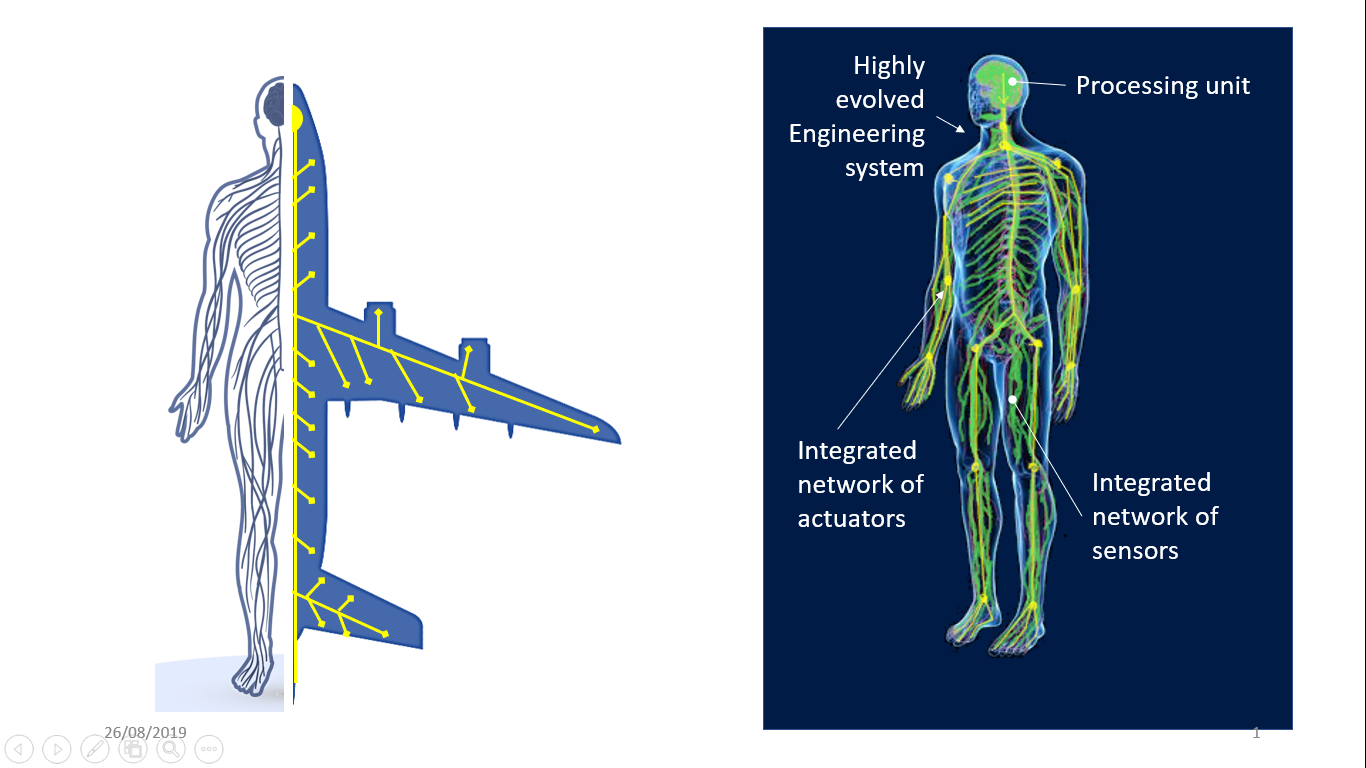 Highly
evolved
Engineering
system
Processing unit
Integrated
network of
actuators
Integrated
network of
sensors
26/08/2019
1